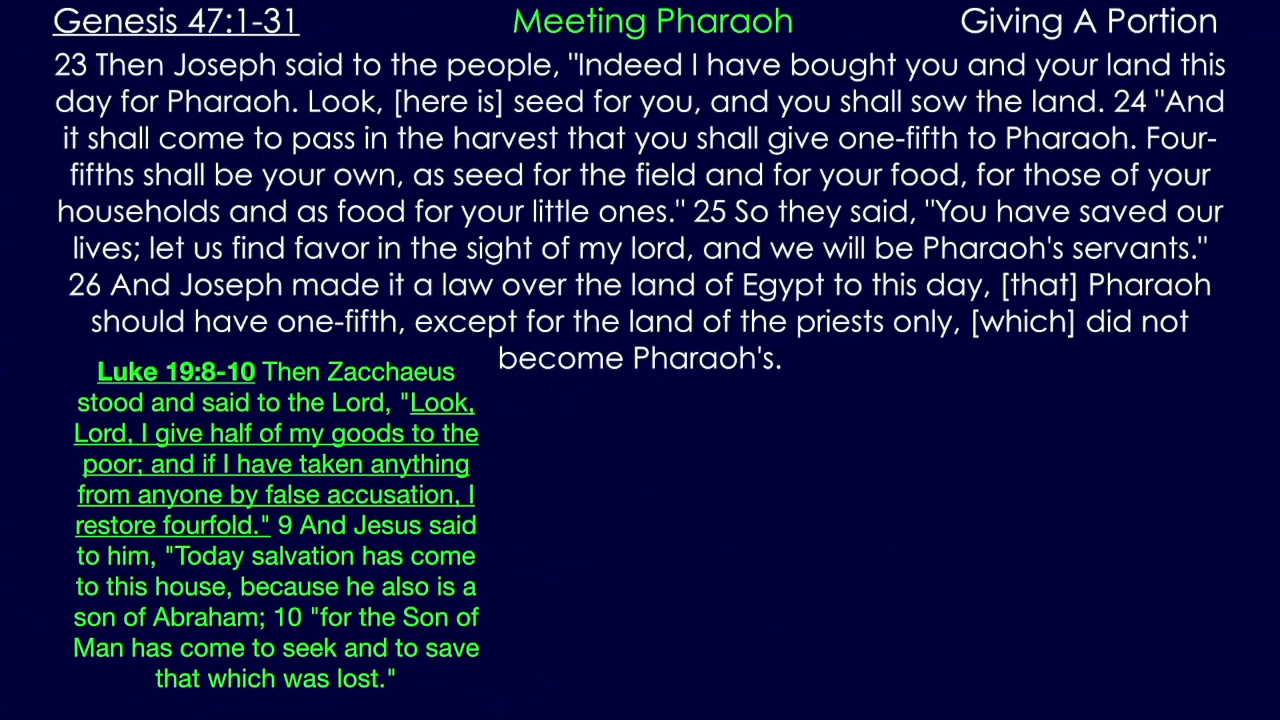 Genesis 47:1-31 Meeting Pharaoh Giving A Portion
23 Then Joseph said to the people, "Indeed I have bought you and your land this
day for Pharaoh. Look, [here is] seed for you, and you shall sow the land. 24 "And
it shall come to pass in the harvest that you shall give one-fifth to Pharaoh. Four-
fifths shall be your own, as seed for the field and for your food, for those of your
households and as food for your little ones." 25 So they said, "You have saved our
lives; let us find favor in the sight of my lord, and we will be Pharaoh's servants."
26 And Joseph made it a law over the land of Egypt to this day, [that] Pharaoh
should have one-fifth, except for the land of the priests only, [which] did not
become Pharaoh's.
Luke 19:8-10 Then Zacchaeus
stood and said to the Lord, "Look,
Lord, I give half of my goods to the
poor; and if I have taken anything
from anyone by false accusation, I
restore fourfold." 9 And Jesus said
to him, "Today salvation has come
to this house, because he also is a
son of Abraham; 10 "for the Son of
Man has come to seek and to save
that which was lost."